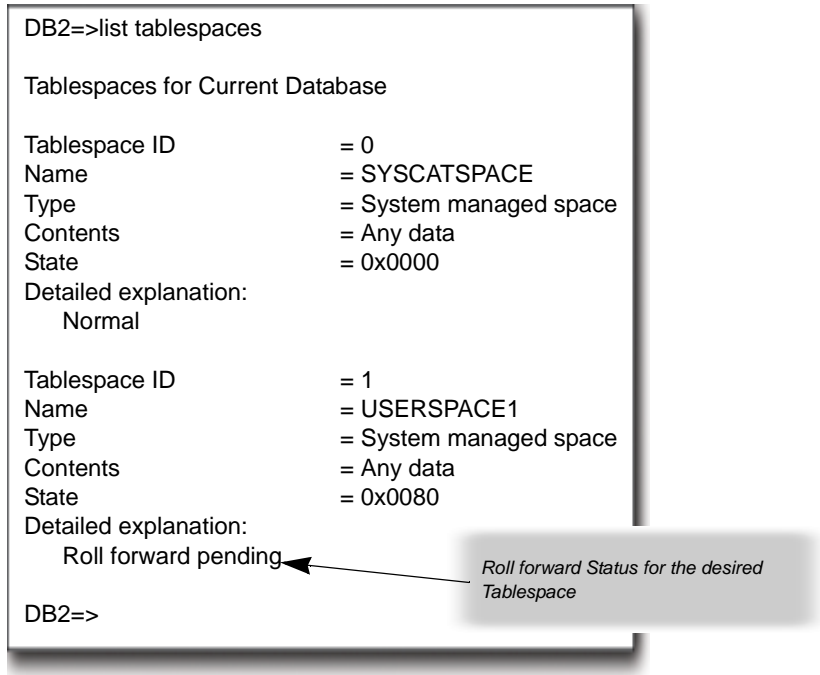 DB2=>list tablespaces
Tablespaces for Current Database
Tablespace ID = 0
Name = SYSCATSPACE
Type = System managed space
Contents = Any data
State = 0x0000
Detailed explanation:
Normal
Tablespace ID = 1
Name = USERSPACE1
Type = System managed space
Contents = Any data
State = 0x0080
Detailed explanation:
Roll forward pending
Roll forward Status for the desired
Tablespace
DB2=>